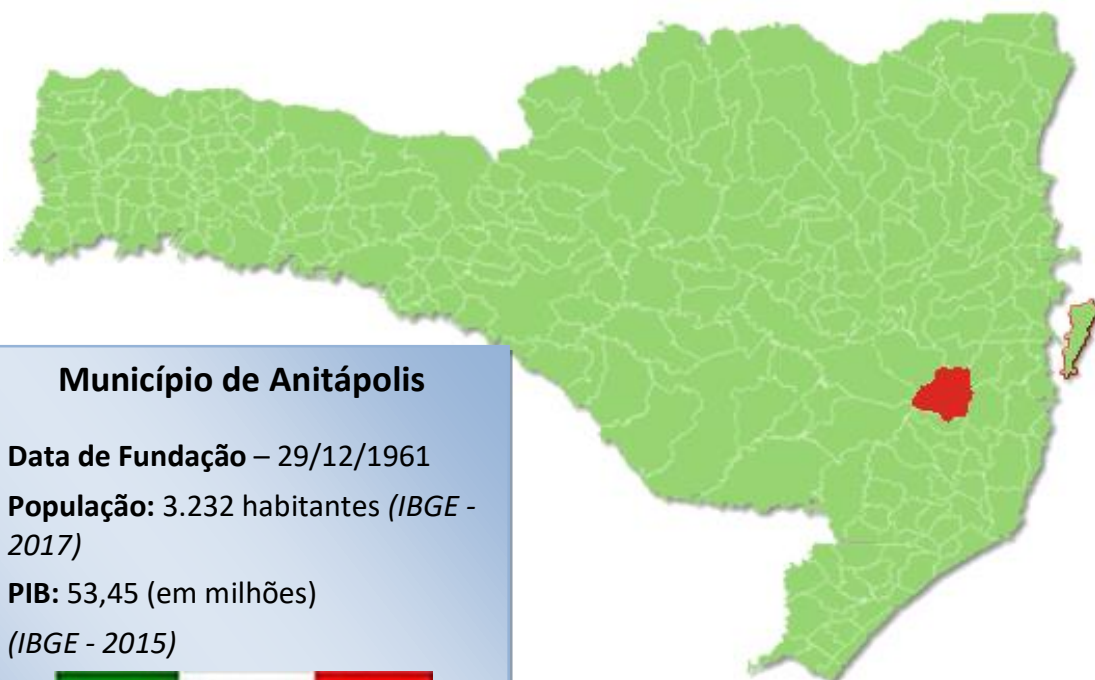 Município de Anitápolis
Data de Fundação – 29/12/1961
População: 3.232 habitantes (IBGE -
2017)
PIB: 53,45 (em milhões)
(IBGE - 2015)